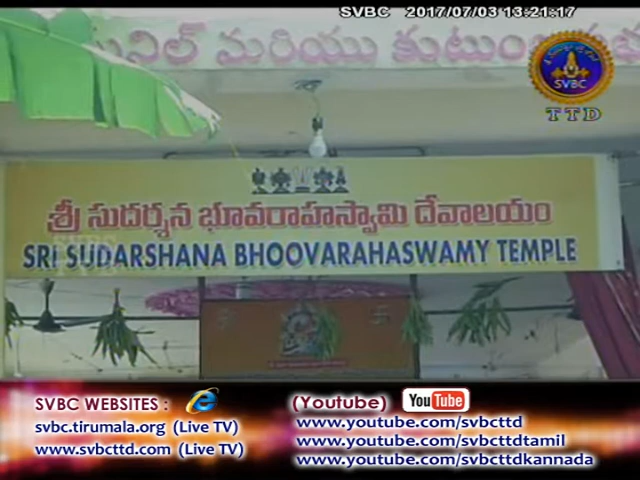 SVBC 2017/07/03 13:21:17
మరియు
SVBC
TTD
శ్రీ సుదర్శన భూవరాహస్వామి దేవాలయం
SRI SUDARSHANA BHOOVARAHASWAMY TEMPLE
SVBC WEBSITES :
svbc.tirumala.org (Live TV)
www.svbcttd.com (Live TV)
(Youtube) YouTube
www.youtube.com/svbcttd
www.youtube.com/svbcttdtamil
www.youtube.com/svbcttdkannada